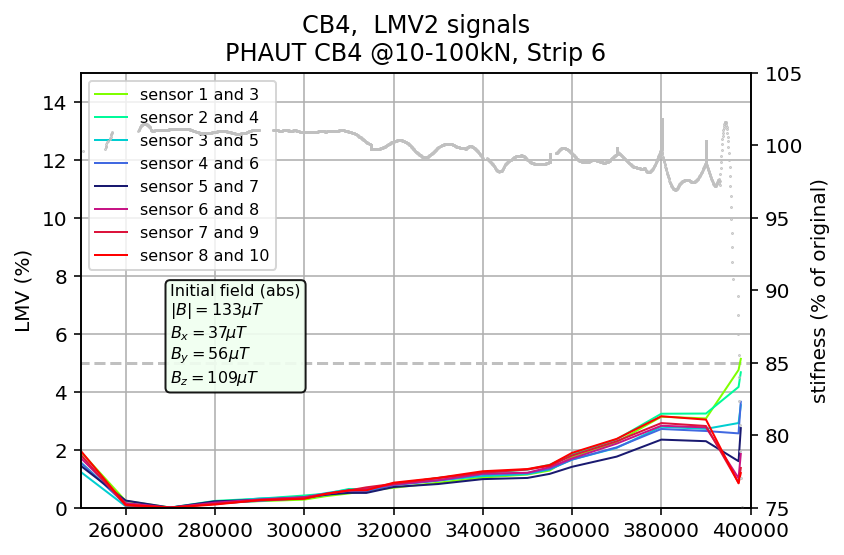 CB4, LMV2 signals
PHAUT CB4 @10-100kN, Strip 6
sensor 1 and 3
sensor 2 and 4
sensor 3 and 5
sensor 4 and 6
sensor 5 and 7
sensor 6 and 8
sensor 7 and 9
sensor 8 and 10
Initial field (abs)
|B| = 133μT
Bₓ = 37μT
B_y = 56μT
B_z = 109μT
LMV (%)
14
12
10
8
6
4
2
0
105
100
95
90
85
80
75
stifness (% of original)
260000 280000 300000 320000 340000 360000 380000 400000